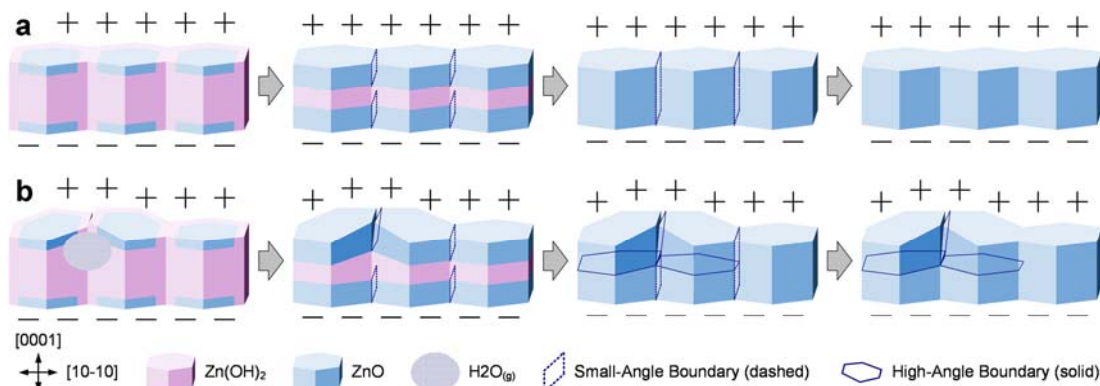 a
+ + + + +
+ + + + + +
+ + + + + +
+ + + + + +
— — — — —
— — — — — —
— — — — — —
— — — — — —
b
+ + + + +
+ + + + + +
+ + + + + +
+ + + + + +
— — — — —
— — — — — —
— — — — — —
— — — — — —
[0001]
[10-10]
Zn(OH)₂
ZnO
H2O₍g₎
Small-Angle Boundary (dashed)
High-Angle Boundary (solid)